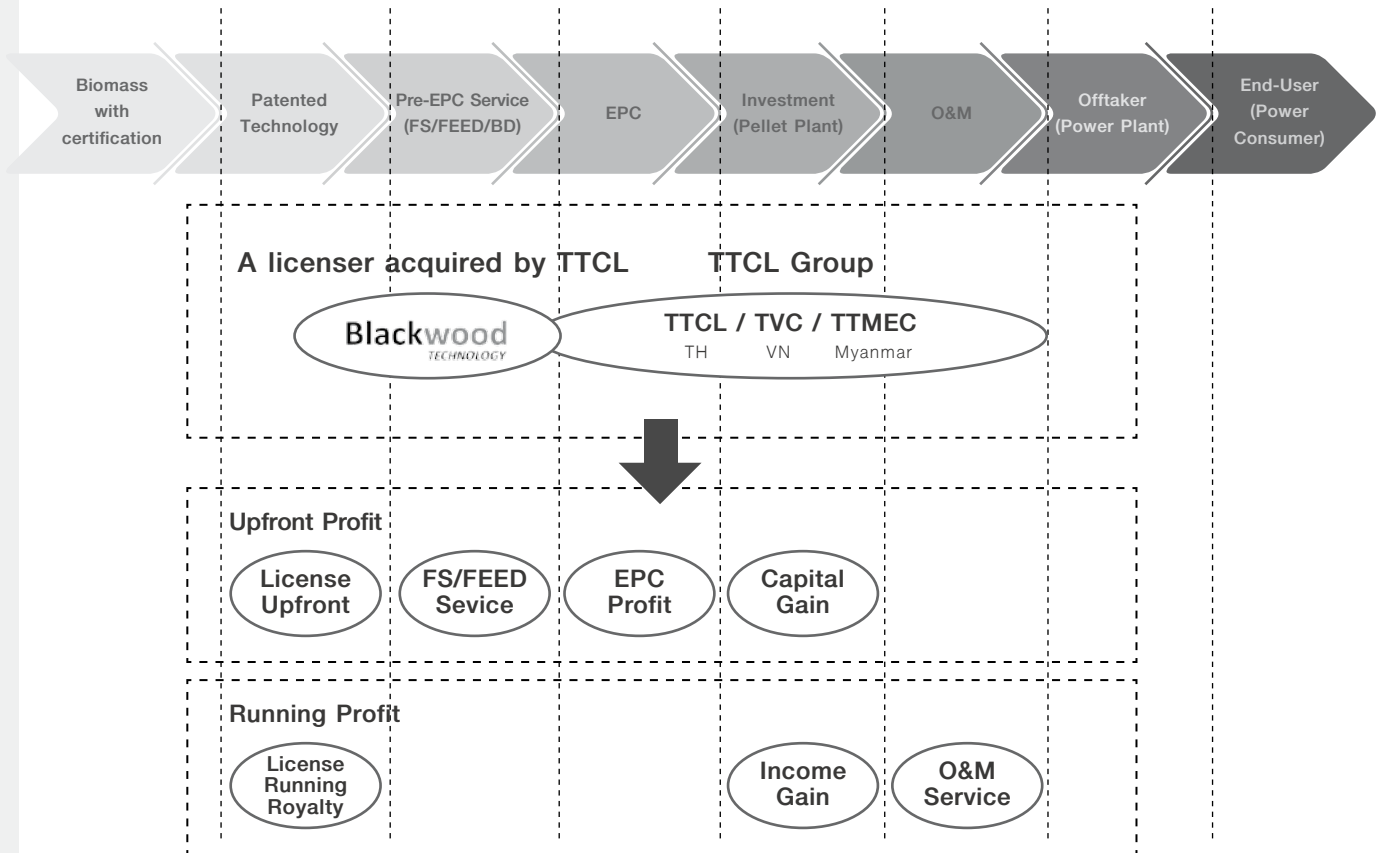 Biomass
with
certification
Patented
Technology
Pre-EPC Service
(FS/FEED/BD)
EPC
Investment
(Pellet Plant)
O&M
Offtaker
(Power Plant)
End-User
(Power
Consumer)
A licenser acquired by TTCL
TTCL Group
Blackwood
TECHNOLOGY
TTCL / TVC / TTMEC
TH VN Myanmar
Upfront Profit
License
Upfront
FS/FEED
Sevice
EPC
Profit
Capital
Gain
Running Profit
License
Running
Royalty
Income
Gain
O&M
Service